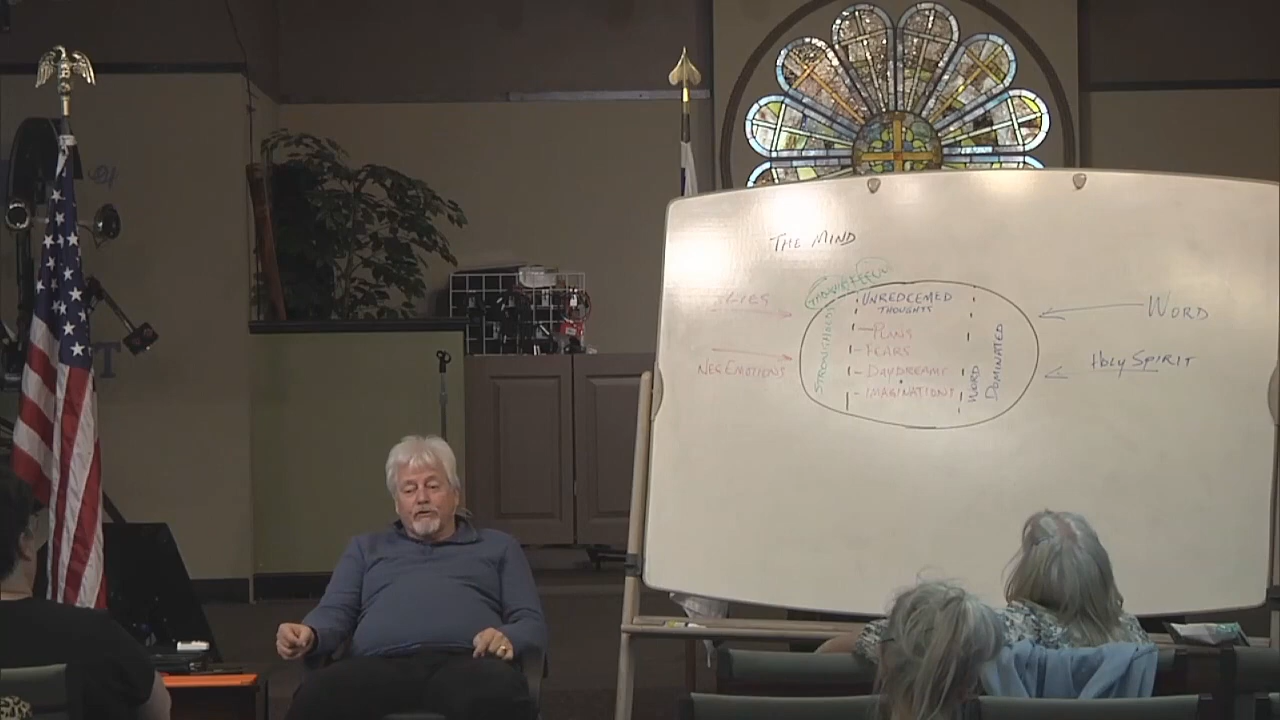 THE MIND
LIES
NEG EMOTIONS
STRONGHOLDS
UNREDEEMED
THOUGHTS
- PLANS
- FEARS
- DAYDREAMS
- IMAGINATIONS
WORD
DOMINATED
WORD
HOLY SPIRIT